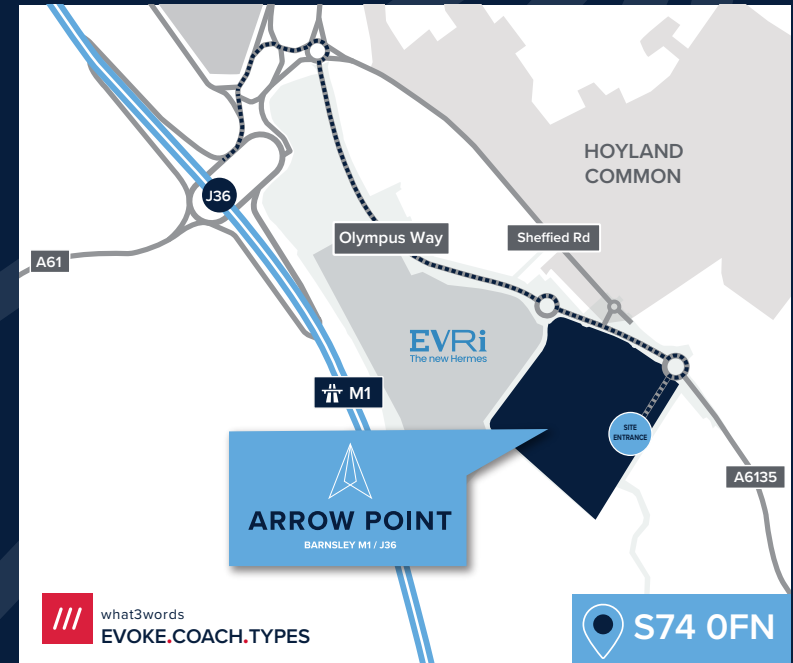 HOYLAND
COMMON
J36
Olympus Way
Sheffied Rd
A61
EVRi
The new Hermes
M1
SITE
ENTRANCE
A6135
ARROW POINT
BARNSLEY M1 / J36
what3words
EVOKE.COACH.TYPES
S74 0FN